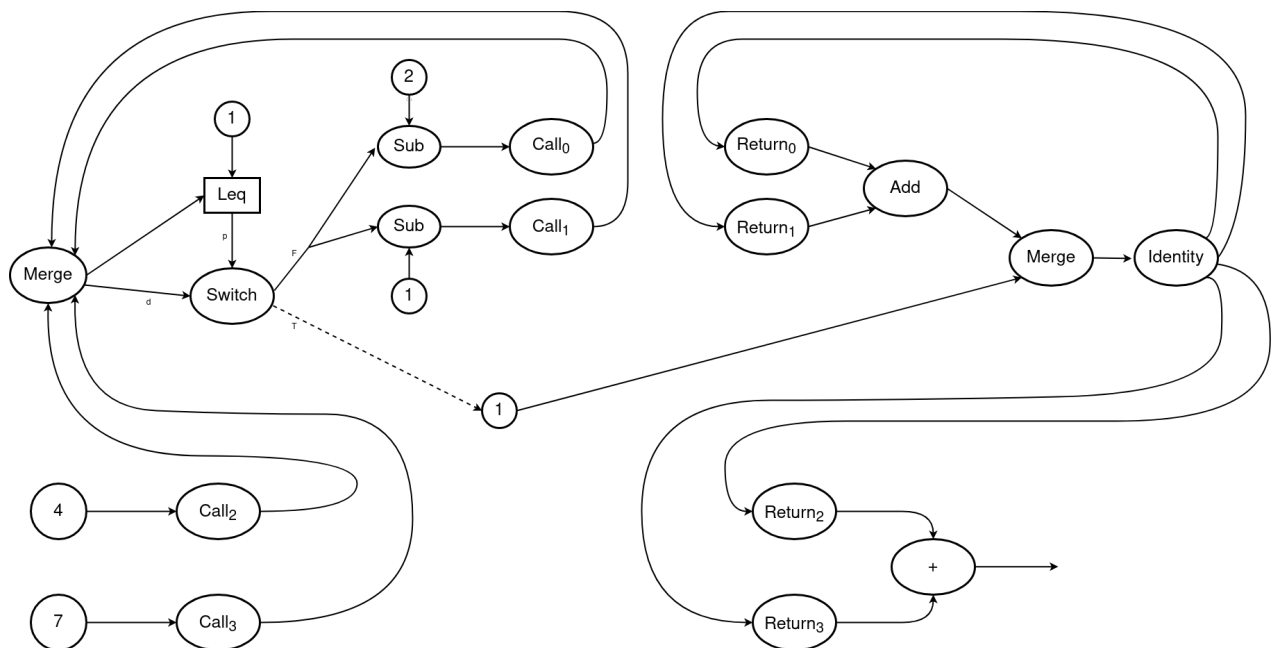 2
1
Sub
Call0
Return0
Leq
Add
p
Sub
Call1
Return1
F
Merge
Merge
Identity
d
Switch
1
T
1
4
Call2
Return2
+
7
Call3
Return3